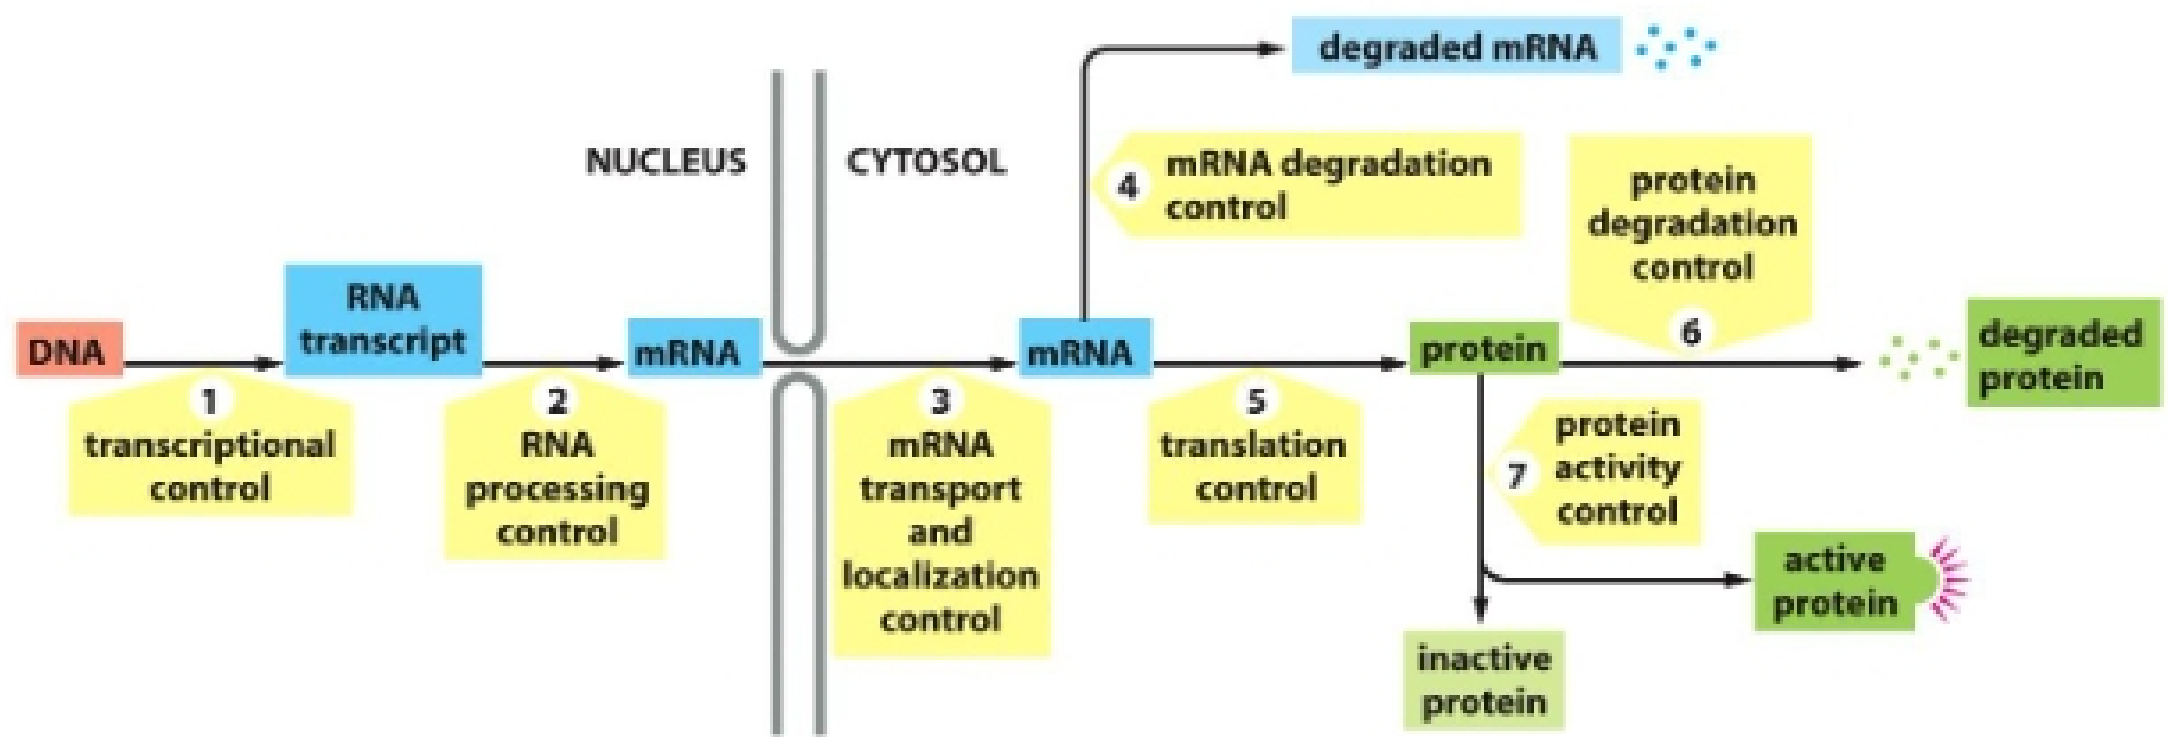 degraded mRNA
NUCLEUS
CYTOSOL
4
mRNA degradation
control
protein
degradation
control
6
DNA
RNA
transcript
mRNA
mRNA
protein
degraded
protein
1
transcriptional
control
2
RNA
processing
control
3
mRNA
transport
and
localization
control
5
translation
control
7
protein
activity
control
active
protein
inactive
protein